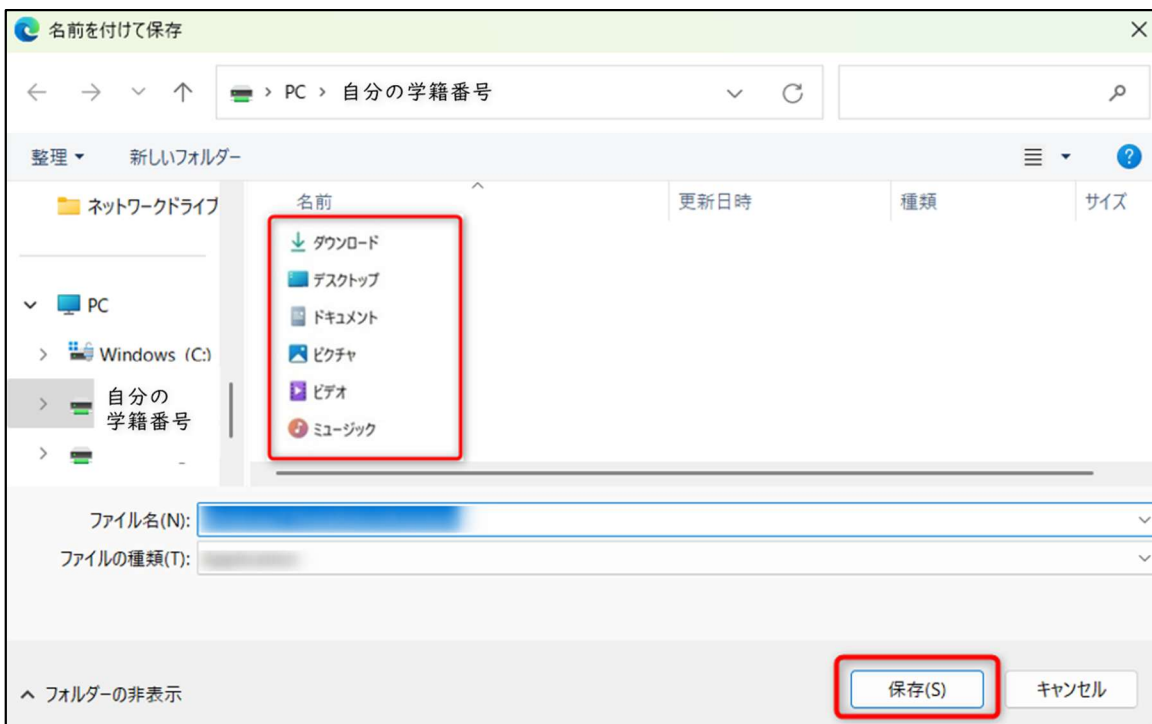 名前を付けて保存
PC › 自分の学籍番号
整理 新しいフォルダー
ネットワークドライブ
名前 更新日時 種類 サイズ
ダウンロード
デスクトップ
ドキュメント
ピクチャ
ビデオ
ミュージック
PC
Windows (C:)
自分の
学籍番号
ファイル名(N):
ファイルの種類(T):
フォルダーの非表示
保存(S) キャンセル